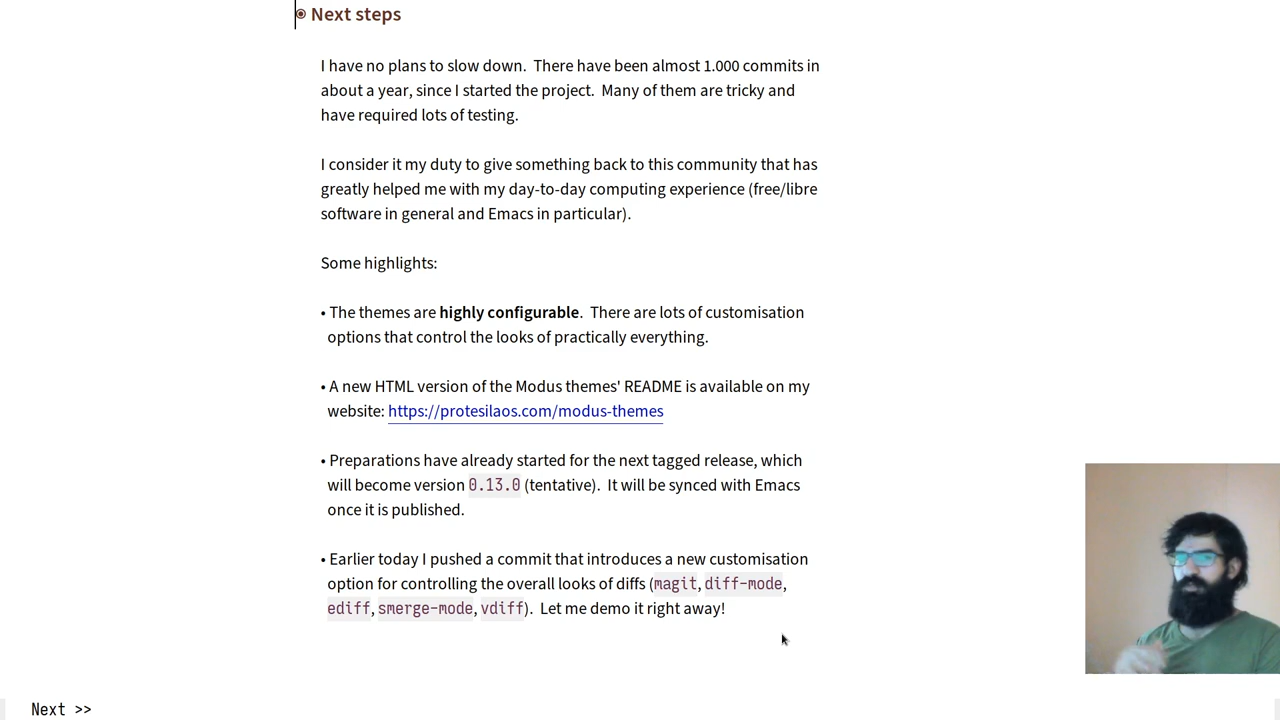 Next steps
I have no plans to slow down.  There have been almost 1.000 commits in
about a year, since I started the project.  Many of them are tricky and
have required lots of testing.
I consider it my duty to give something back to this community that has
greatly helped me with my day-to-day computing experience (free/libre
software in general and Emacs in particular).
Some highlights:
• The themes are highly configurable.  There are lots of customisation
options that control the looks of practically everything.
• A new HTML version of the Modus themes' README is available on my
website: https://protesilaos.com/modus-themes
• Preparations have already started for the next tagged release, which
will become version 0.13.0 (tentative).  It will be synced with Emacs
once it is published.
• Earlier today I pushed a commit that introduces a new customisation
option for controlling the overall looks of diffs (magit, diff-mode,
ediff, smerge-mode, vdiff).  Let me demo it right away!
Next >>